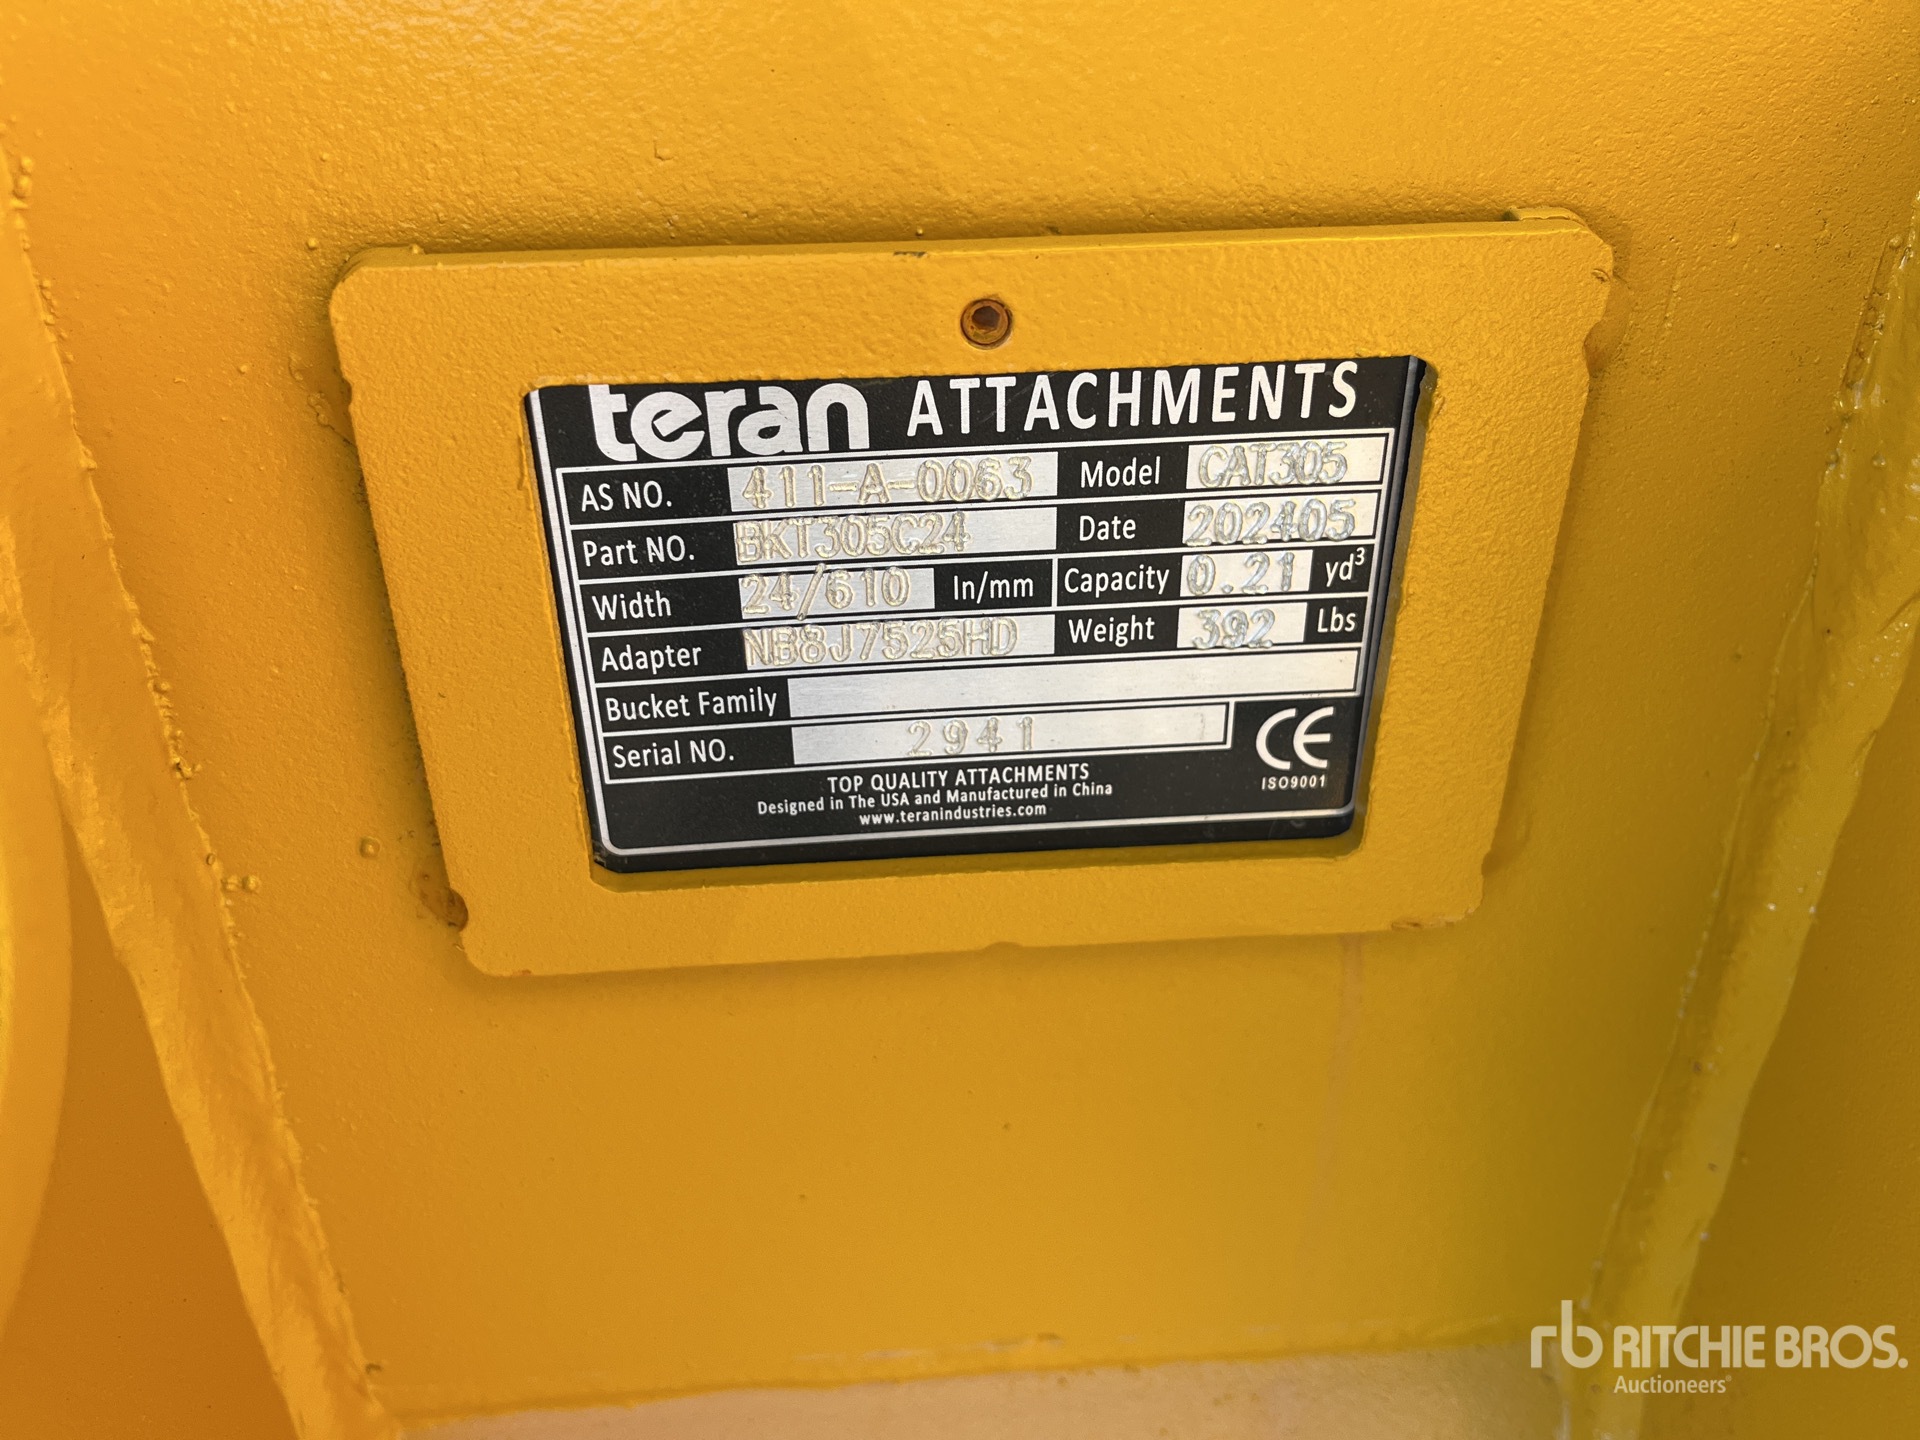 teran ATTACHMENTS
AS NO. 411-A-0063 Model CAT305
Part NO. BKT305C24 Date 202405
Width 24/610 In/mm Capacity 0.21 yd³
Adapter NB8J7525HD Weight 392 Lbs
Bucket Family
Serial NO. 2941
CE
ISO9001
TOP QUALITY ATTACHMENTS
Designed in The USA and Manufactured in China
www.teranindustries.com
rb RITCHIE BROS.
Auctioneers